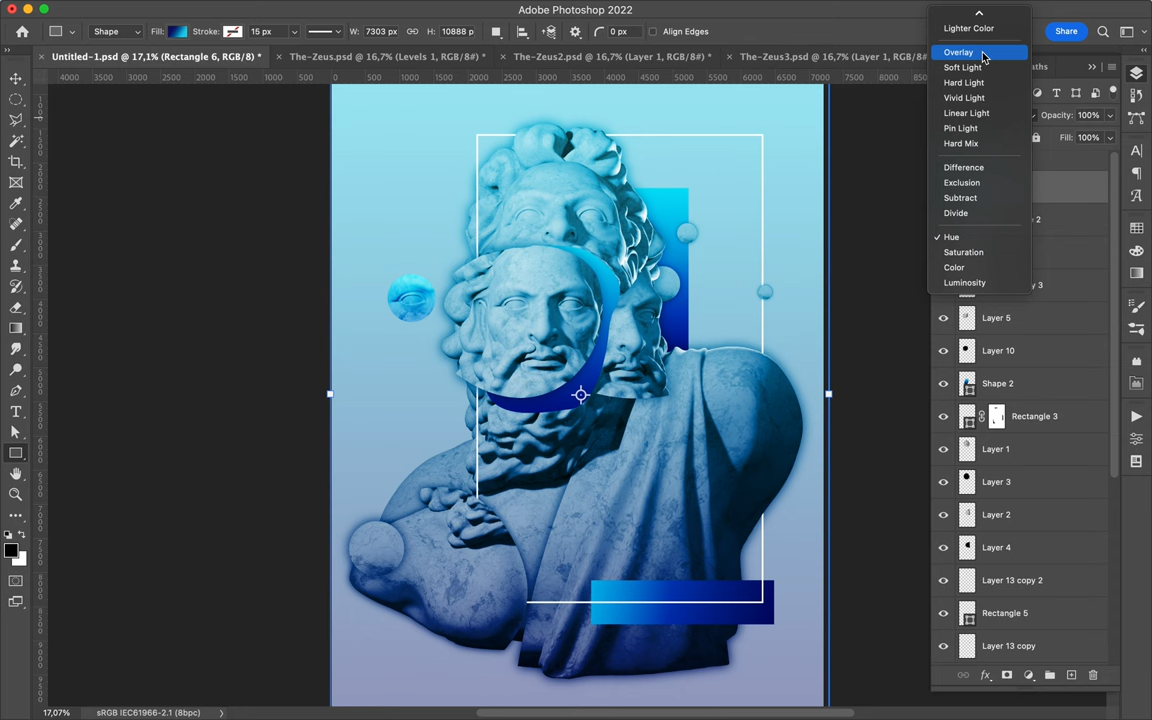 Adobe Photoshop 2022
Shape
Fill:
Stroke:
15 px
W: 7303 px
H: 10888 p
0 px
Align Edges
Share
Untitled-1.psd @ 17,1% (Rectangle 6, RGB/8) *
The-Zeus.psd @ 16,7% (Levels 1, RGB/8#) *
The-Zeus2.psd @ 16,7% (Layer 1, RGB/8#) *
The-Zeus3.psd @ 16,7% (Layer 1, RGB/8#
4000 3500 3000 2500 2000 1500 1000 500 0 500 1000 1500 2000 2500 3000 3500 4000 4500 5000 5500 6000 6500 7000 7500 8000 8500
Lighter Color
Overlay
Soft Light
Hard Light
Vivid Light
Linear Light
Pin Light
Hard Mix
Difference
Exclusion
Subtract
Divide
Hue
Saturation
Color
Luminosity
Opacity: 100%
Fill: 100%
Layer 5
Layer 10
Shape 2
Rectangle 3
Layer 1
Layer 3
Layer 2
Layer 4
Layer 13 copy 2
Rectangle 5
Layer 13 copy
17,07%
sRGB IEC61966-2.1 (8bpc)